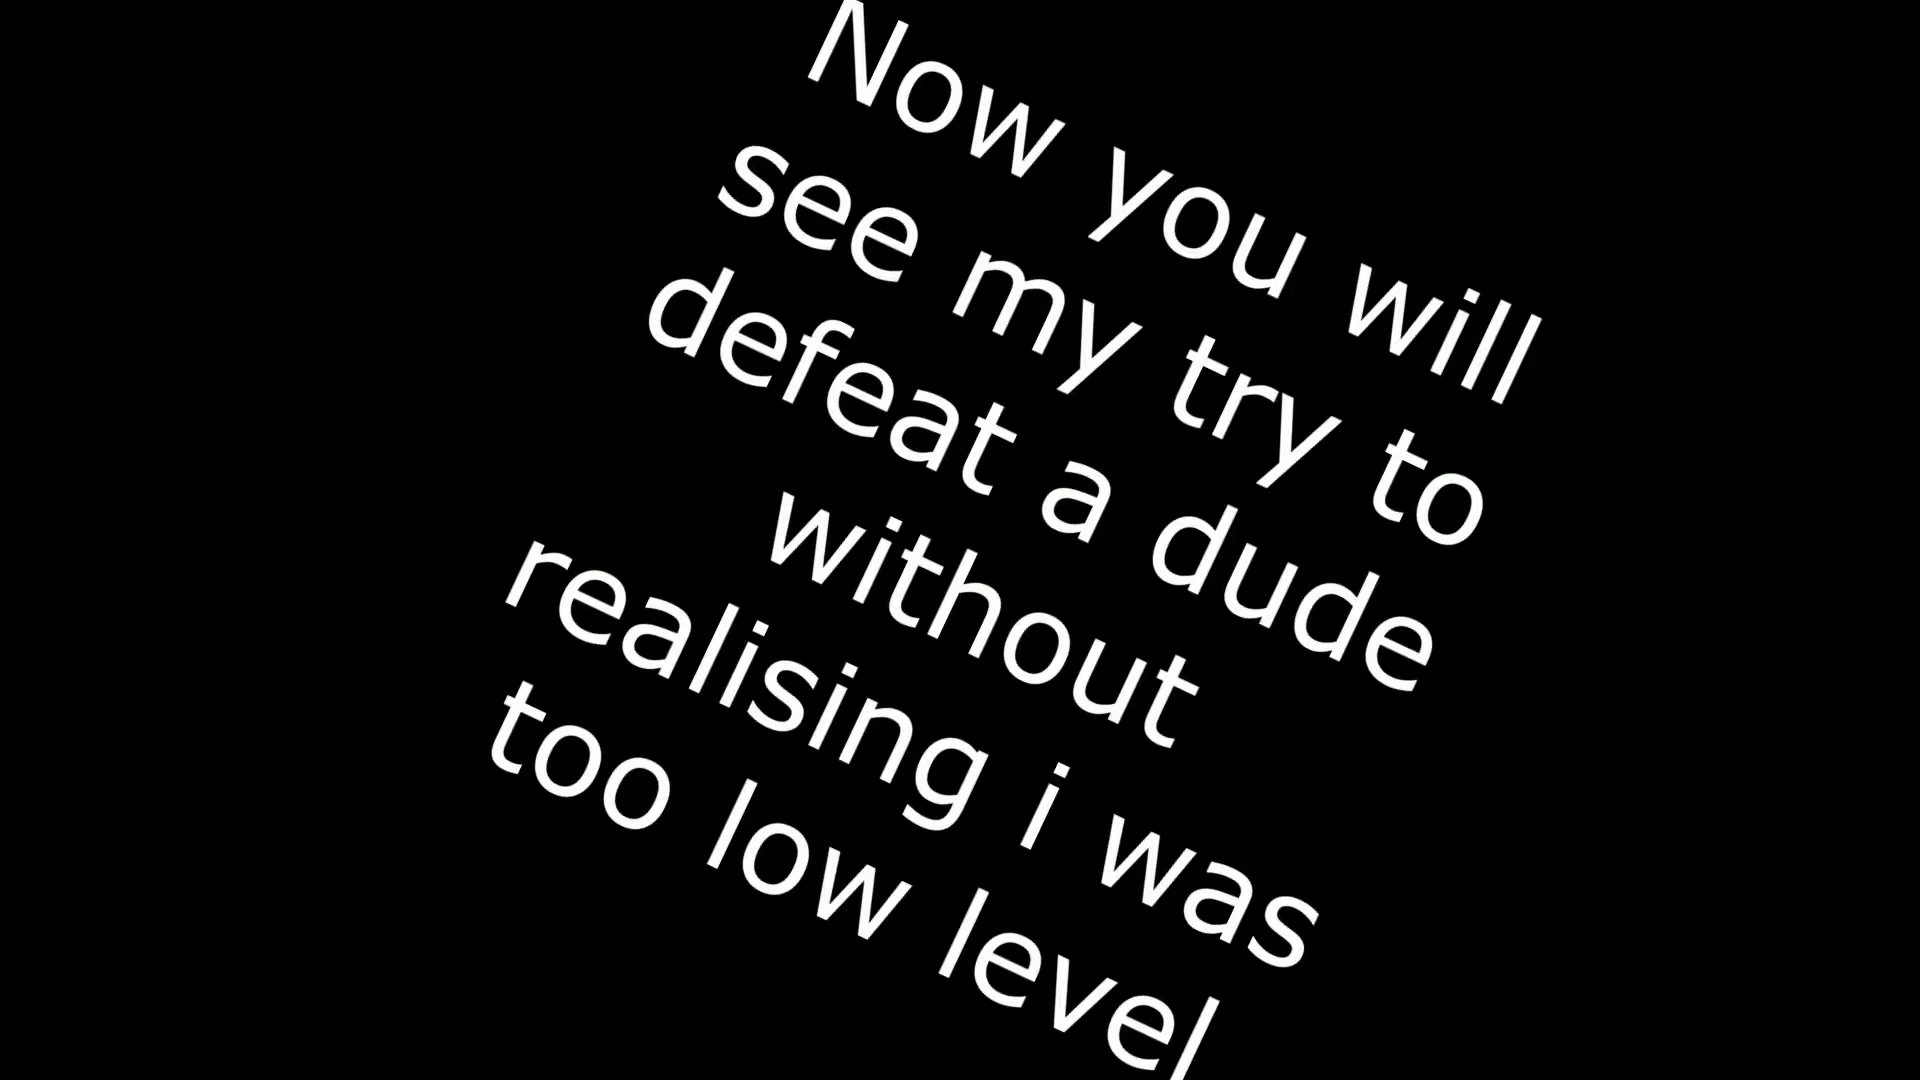 Now you will
see my try to
defeat a dude
without
realising i was
too low level